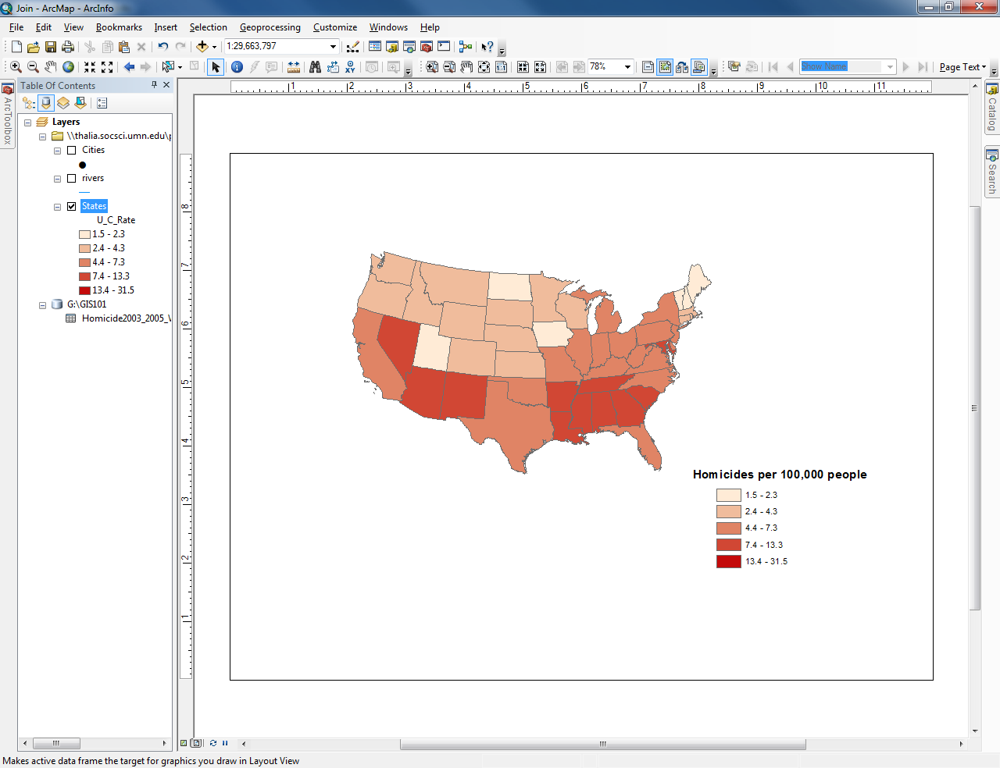 Join - ArcMap - ArcInfo
File Edit View Bookmarks Insert Selection Geoprocessing Customize Windows Help
1:29,663,797
78%
Show Name
Page Text
Table Of Contents
ArcToolbox
Layers
\\thalia.socsci.umn.edu\
Cities
rivers
States
U_C_Rate
1.5 - 2.3
2.4 - 4.3
4.4 - 7.3
7.4 - 13.3
13.4 - 31.5
G:\GIS101
Homicide2003_2005_
1 2 3 4 5 6 7 8 9 10 11
8
7
6
5
4
3
2
1
Homicides per 100,000 people
1.5 - 2.3
2.4 - 4.3
4.4 - 7.3
7.4 - 13.3
13.4 - 31.5
Catalog
Search
Makes active data frame the target for graphics you draw in Layout View